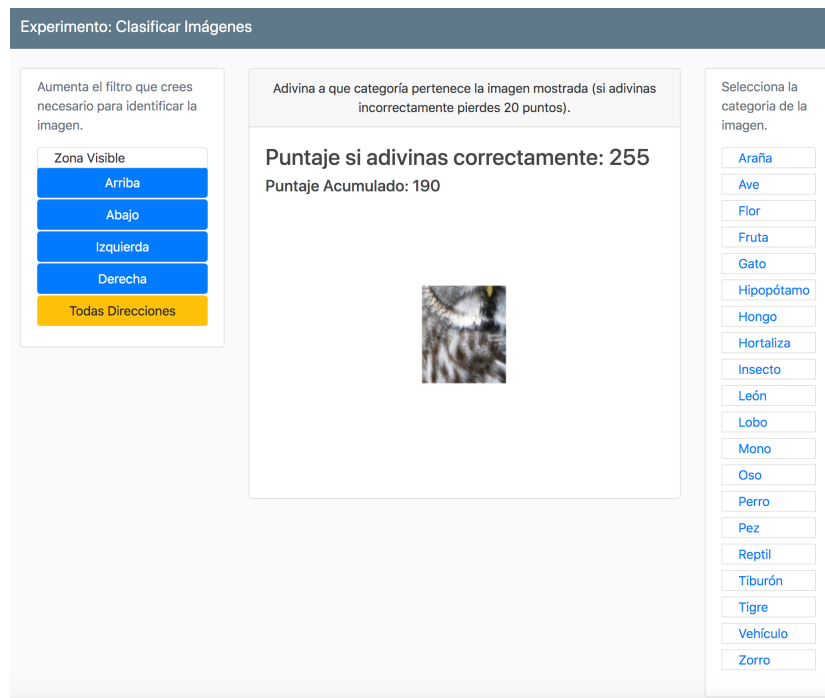 Experimento: Clasificar Imágenes
Aumenta el filtro que crees
necesario para identificar la
imagen.
Zona Visible
Arriba
Abajo
Izquierda
Derecha
Todas Direcciones
Adivina a que categoría pertenece la imagen mostrada (si adivinas
incorrectamente pierdes 20 puntos).
Puntaje si adivinas correctamente: 255
Puntaje Acumulado: 190
Selecciona la
categoria de la
imagen.
Araña
Ave
Flor
Fruta
Gato
Hipopótamo
Hongo
Hortaliza
Insecto
León
Lobo
Mono
Oso
Perro
Pez
Reptil
Tiburón
Tigre
Vehículo
Zorro